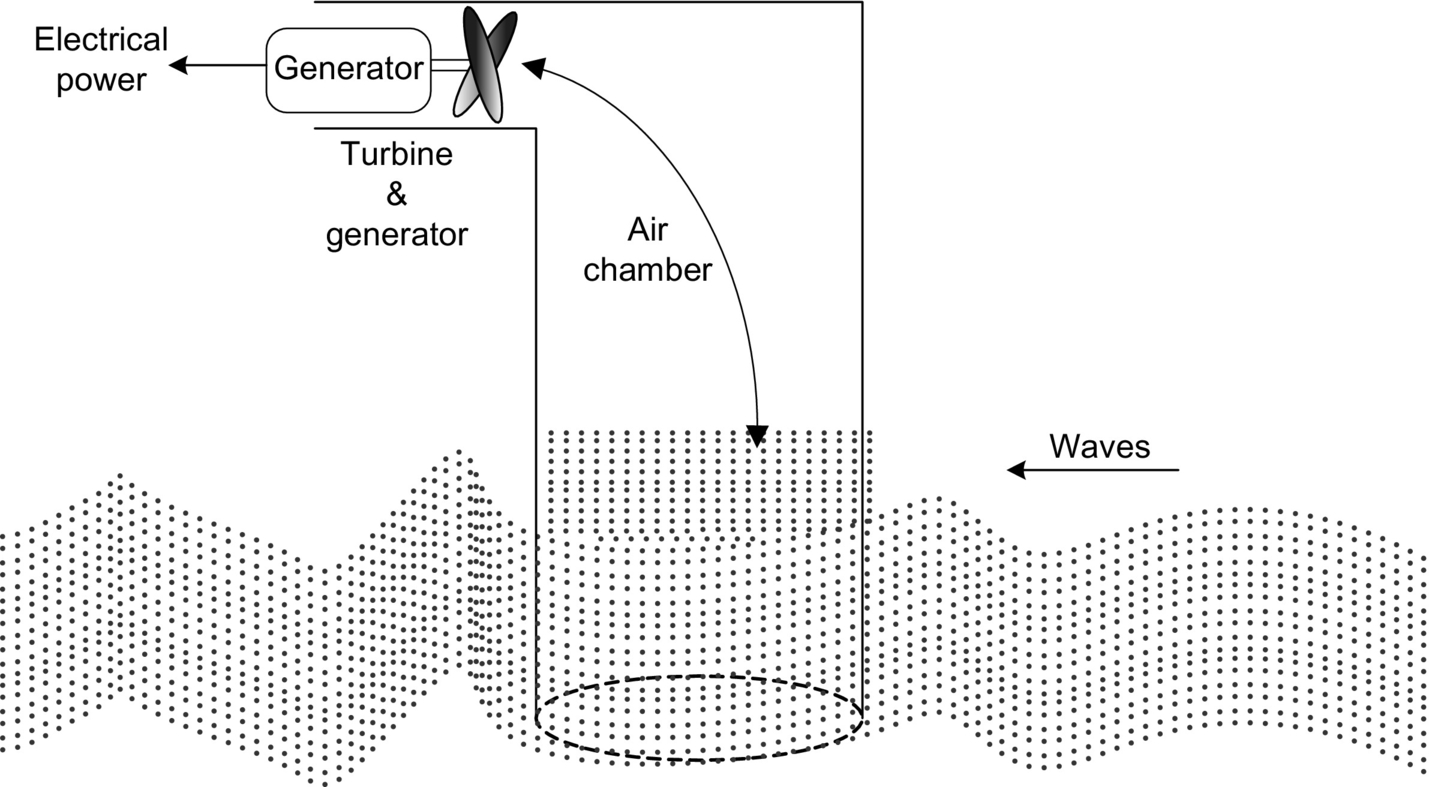 Electrical
power
Generator
Turbine
&
generator
Air
chamber
Waves